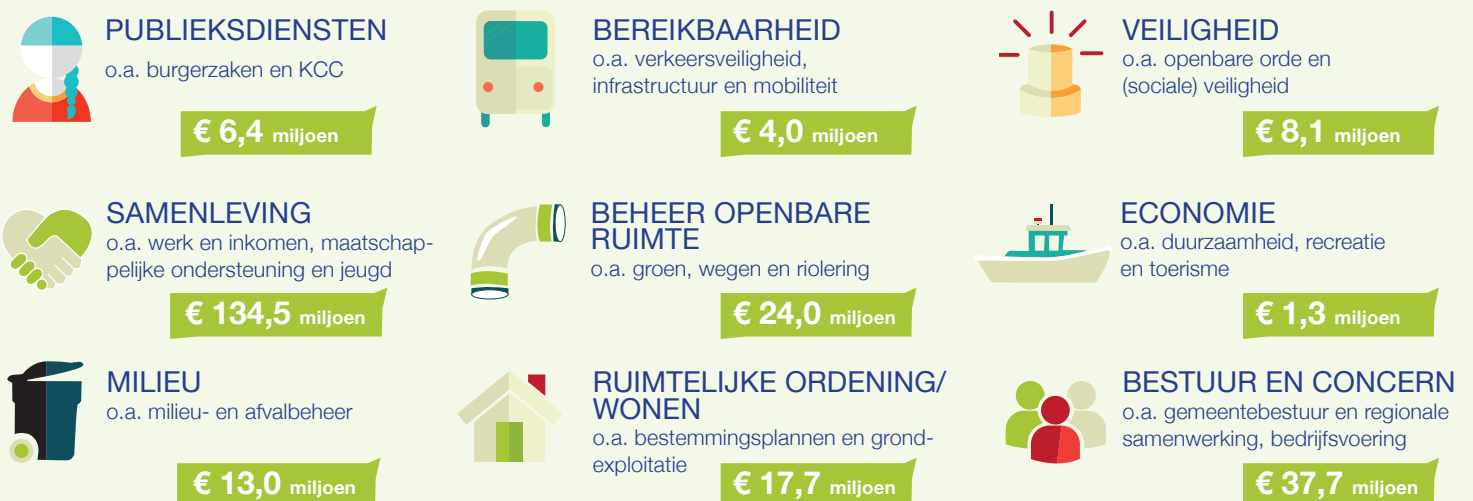 PUBLIEKSDIENSTEN
o.a. burgerzaken en KCC
€ 6,4 miljoen
BEREIKBAARHEID
o.a. verkeersveiligheid,
infrastructuur en mobiliteit
€ 4,0 miljoen
VEILIGHEID
o.a. openbare orde en
(sociale) veiligheid
€ 8,1 miljoen
SAMENLEVING
o.a. werk en inkomen, maatschap-
pelijke ondersteuning en jeugd
€ 134,5 miljoen
BEHEER OPENBARE
RUIMTE
o.a. groen, wegen en riolering
€ 24,0 miljoen
ECONOMIE
o.a. duurzaamheid, recreatie
en toerisme
€ 1,3 miljoen
MILIEU
o.a. milieu- en afvalbeheer
€ 13,0 miljoen
RUIMTELIJKE ORDENING/
WONEN
o.a. bestemmingsplannen en grond-
exploitatie
€ 17,7 miljoen
BESTUUR EN CONCERN
o.a. gemeentebestuur en regionale
samenwerking, bedrijfsvoering
€ 37,7 miljoen